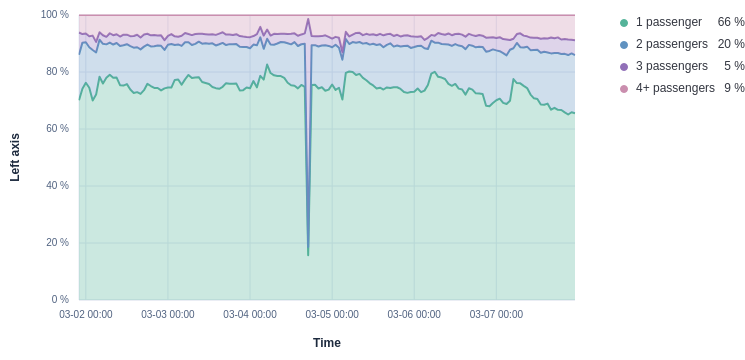 100 %
80 %
60 %
40 %
20 %
0 %
Left axis
03-02 00:00 03-03 00:00 03-04 00:00 03-05 00:00 03-06 00:00 03-07 00:00
Time
1 passengers 66 %
2 passengers 20 %
3 passengers 5 %
4+ passengers 9 %